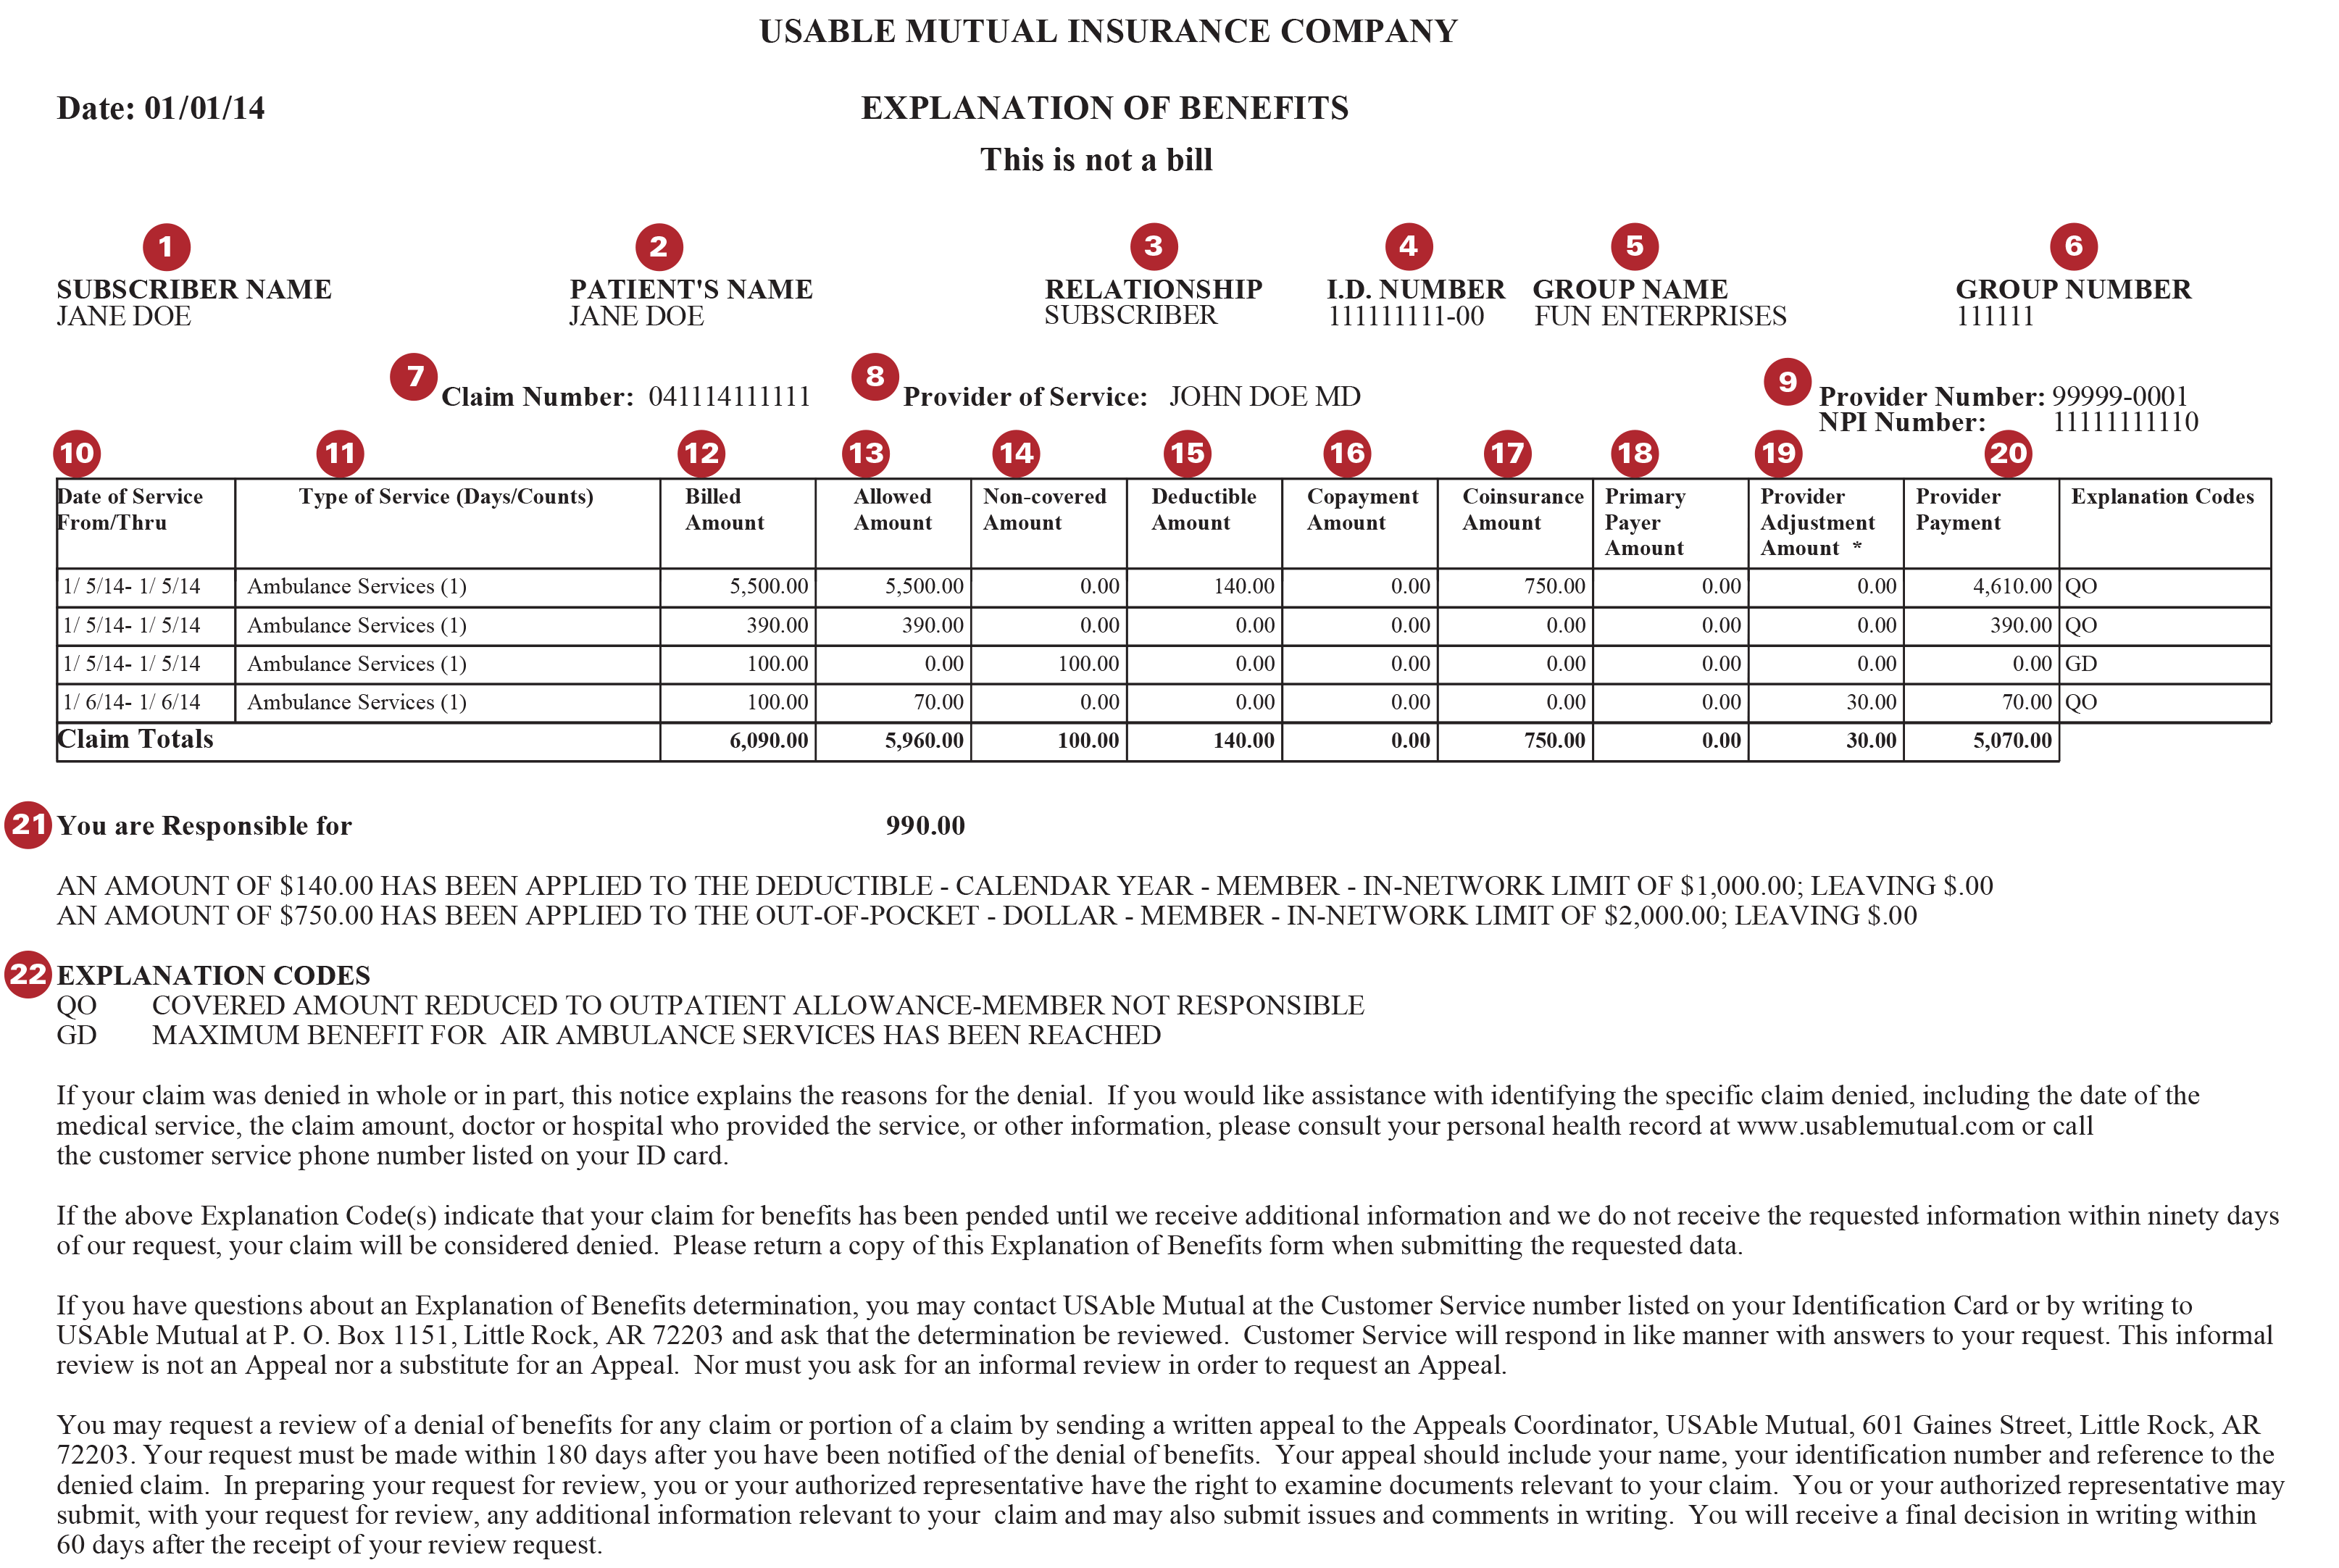 USABLE MUTUAL INSURANCE COMPANY
Date: 01/01/14 EXPLANATION OF BENEFITS
This is not a bill
1 2 3 4 5 6
SUBSCRIBER NAME PATIENT'S NAME RELATIONSHIP I.D. NUMBER GROUP NAME GROUP NUMBER
JANE DOE JANE DOE SUBSCRIBER 111111111-00 FUN ENTERPRISES 111111
7 Claim Number: 041114111111 8 Provider of Service: JOHN DOE MD 9 Provider Number: 99999-0001
NPI Number: 11111111110
10 11 12 13 14 15 16 17 18 19 20
Date of Service Type of Service (Days/Counts) Billed Allowed Non-covered Deductible Copayment Coinsurance Primary Provider Provider Explanation Codes
From/Thru Amount Amount Amount Amount Amount Amount Payer Adjustment Payment
Amount Amount *
1/ 5/14- 1/ 5/14 Ambulance Services (1) 5,500.00 5,500.00 0.00 140.00 0.00 750.00 0.00 0.00 4,610.00 QO
1/ 5/14- 1/ 5/14 Ambulance Services (1) 390.00 390.00 0.00 0.00 0.00 0.00 0.00 0.00 390.00 QO
1/ 5/14- 1/ 5/14 Ambulance Services (1) 100.00 0.00 100.00 0.00 0.00 0.00 0.00 0.00 0.00 GD
1/ 6/14- 1/ 6/14 Ambulance Services (1) 100.00 70.00 0.00 0.00 0.00 0.00 0.00 30.00 70.00 QO
Claim Totals 6,090.00 5,960.00 100.00 140.00 0.00 750.00 0.00 30.00 5,070.00
21 You are Responsible for 990.00
AN AMOUNT OF $140.00 HAS BEEN APPLIED TO THE DEDUCTIBLE - CALENDAR YEAR - MEMBER - IN-NETWORK LIMIT OF $1,000.00; LEAVING $.00
AN AMOUNT OF $750.00 HAS BEEN APPLIED TO THE OUT-OF-POCKET - DOLLAR - MEMBER - IN-NETWORK LIMIT OF $2,000.00; LEAVING $.00
22 EXPLANATION CODES
QO COVERED AMOUNT REDUCED TO OUTPATIENT ALLOWANCE-MEMBER NOT RESPONSIBLE
GD MAXIMUM BENEFIT FOR AIR AMBULANCE SERVICES HAS BEEN REACHED
If your claim was denied in whole or in part, this notice explains the reasons for the denial. If you would like assistance with identifying the specific claim denied, including the date of the
medical service, the claim amount, doctor or hospital who provided the service, or other information, please consult your personal health record at www.usablemutual.com or call
the customer service phone number listed on your ID card.
If the above Explanation Code(s) indicate that your claim for benefits has been pended until we receive additional information and we do not receive the requested information within ninety days
of our request, your claim will be considered denied. Please return a copy of this Explanation of Benefits form when submitting the requested data.
If you have questions about an Explanation of Benefits determination, you may contact USAble Mutual at the Customer Service number listed on your Identification Card or by writing to
USAble Mutual at P. O. Box 1151, Little Rock, AR 72203 and ask that the determination be reviewed. Customer Service will respond in like manner with answers to your request. This informal
review is not an Appeal nor a substitute for an Appeal. Nor must you ask for an informal review in order to request an Appeal.
You may request a review of a denial of benefits for any claim or portion of a claim by sending a written appeal to the Appeals Coordinator, USAble Mutual, 601 Gaines Street, Little Rock, AR
72203. Your request must be made within 180 days after you have been notified of the denial of benefits. Your appeal should include your name, your identification number and reference to the
denied claim. In preparing your request for review, you or your authorized representative have the right to examine documents relevant to your claim. You or your authorized representative may
submit, with your request for review, any additional information relevant to your claim and may also submit issues and comments in writing. You will receive a final decision in writing within
60 days after the receipt of your review request.